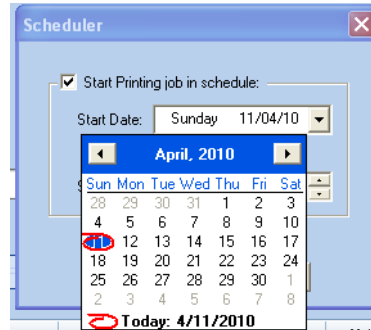 Scheduler
Start Printing job in schedule:
Start Date: Sunday 11/04/10
April, 2010
Sun Mon Tue Wed Thu Fri Sat
28 29 30 31 1 2 3
4 5 6 7 8 9 10
11 12 13 14 15 16 17
18 19 20 21 22 23 24
25 26 27 28 29 30 1
2 3 4 5 6 7 8
Today: 4/11/2010